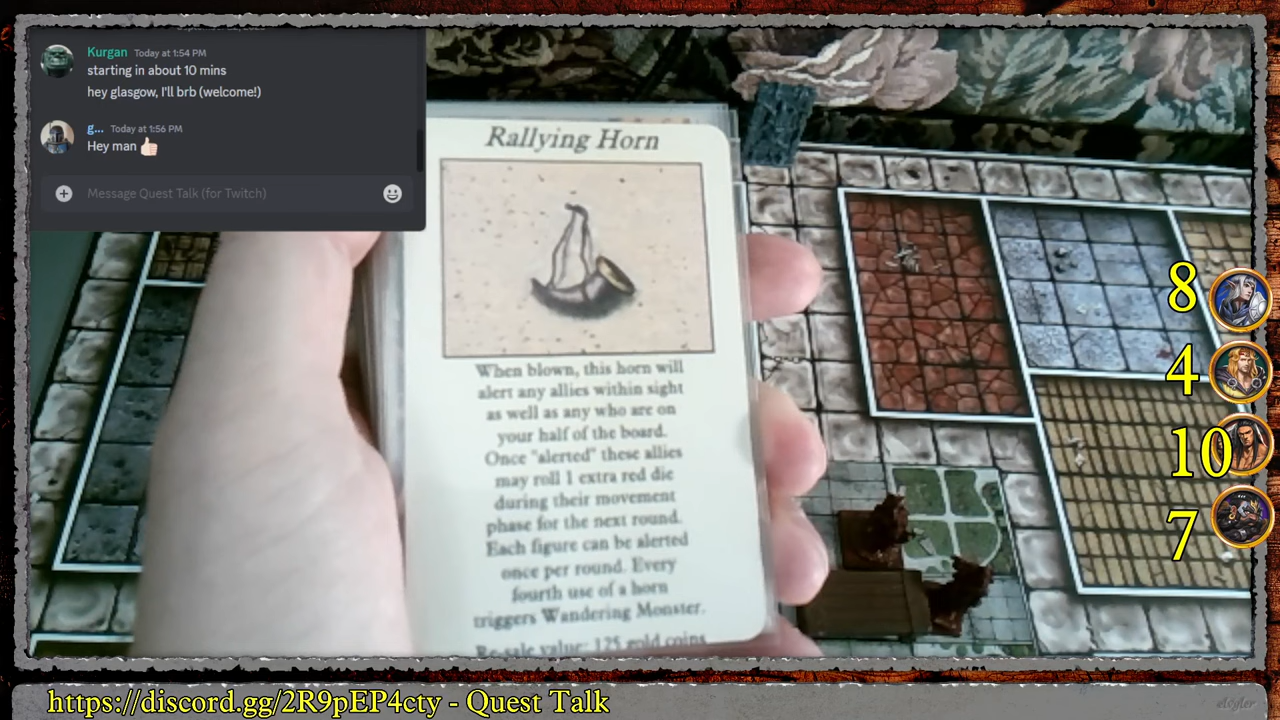 Kurgan Today at 1:54 PM
starting in about 10 mins
hey glasgow, I'll brb (welcome!)
g... Today at 1:56 PM
Hey man
Message Quest Talk (for Twitch)
Rallying Horn
When blown, this horn will
alert any allies within sight
as well as any who are on
your half of the board.
Once "alerted" these allies
may roll 1 extra red die
during their movement
phase for the next round.
Each figure can be alerted
once per round. Every
fourth use of a horn
triggers Wandering Monster.
Re-sale value: 125 gold coins
8
4
10
7
https://discord.gg/2R9pEP4cty - Quest Talk